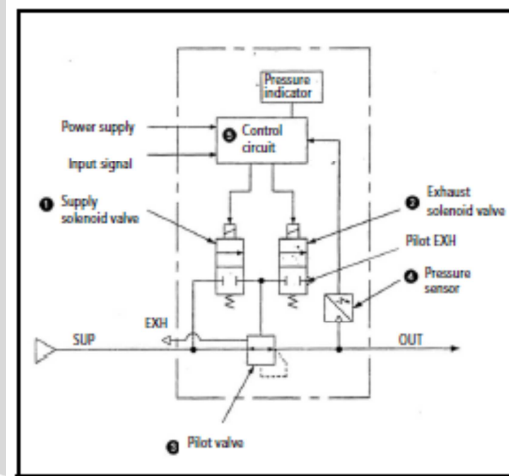 Pressure
indicator
Power supply
❺ Control
circuit
Input signal
❶ Supply
solenoid valve
❷ Exhaust
solenoid valve
Pilot EXH
❹ Pressure
sensor
EXH
SUP
OUT
❸ Pilot valve